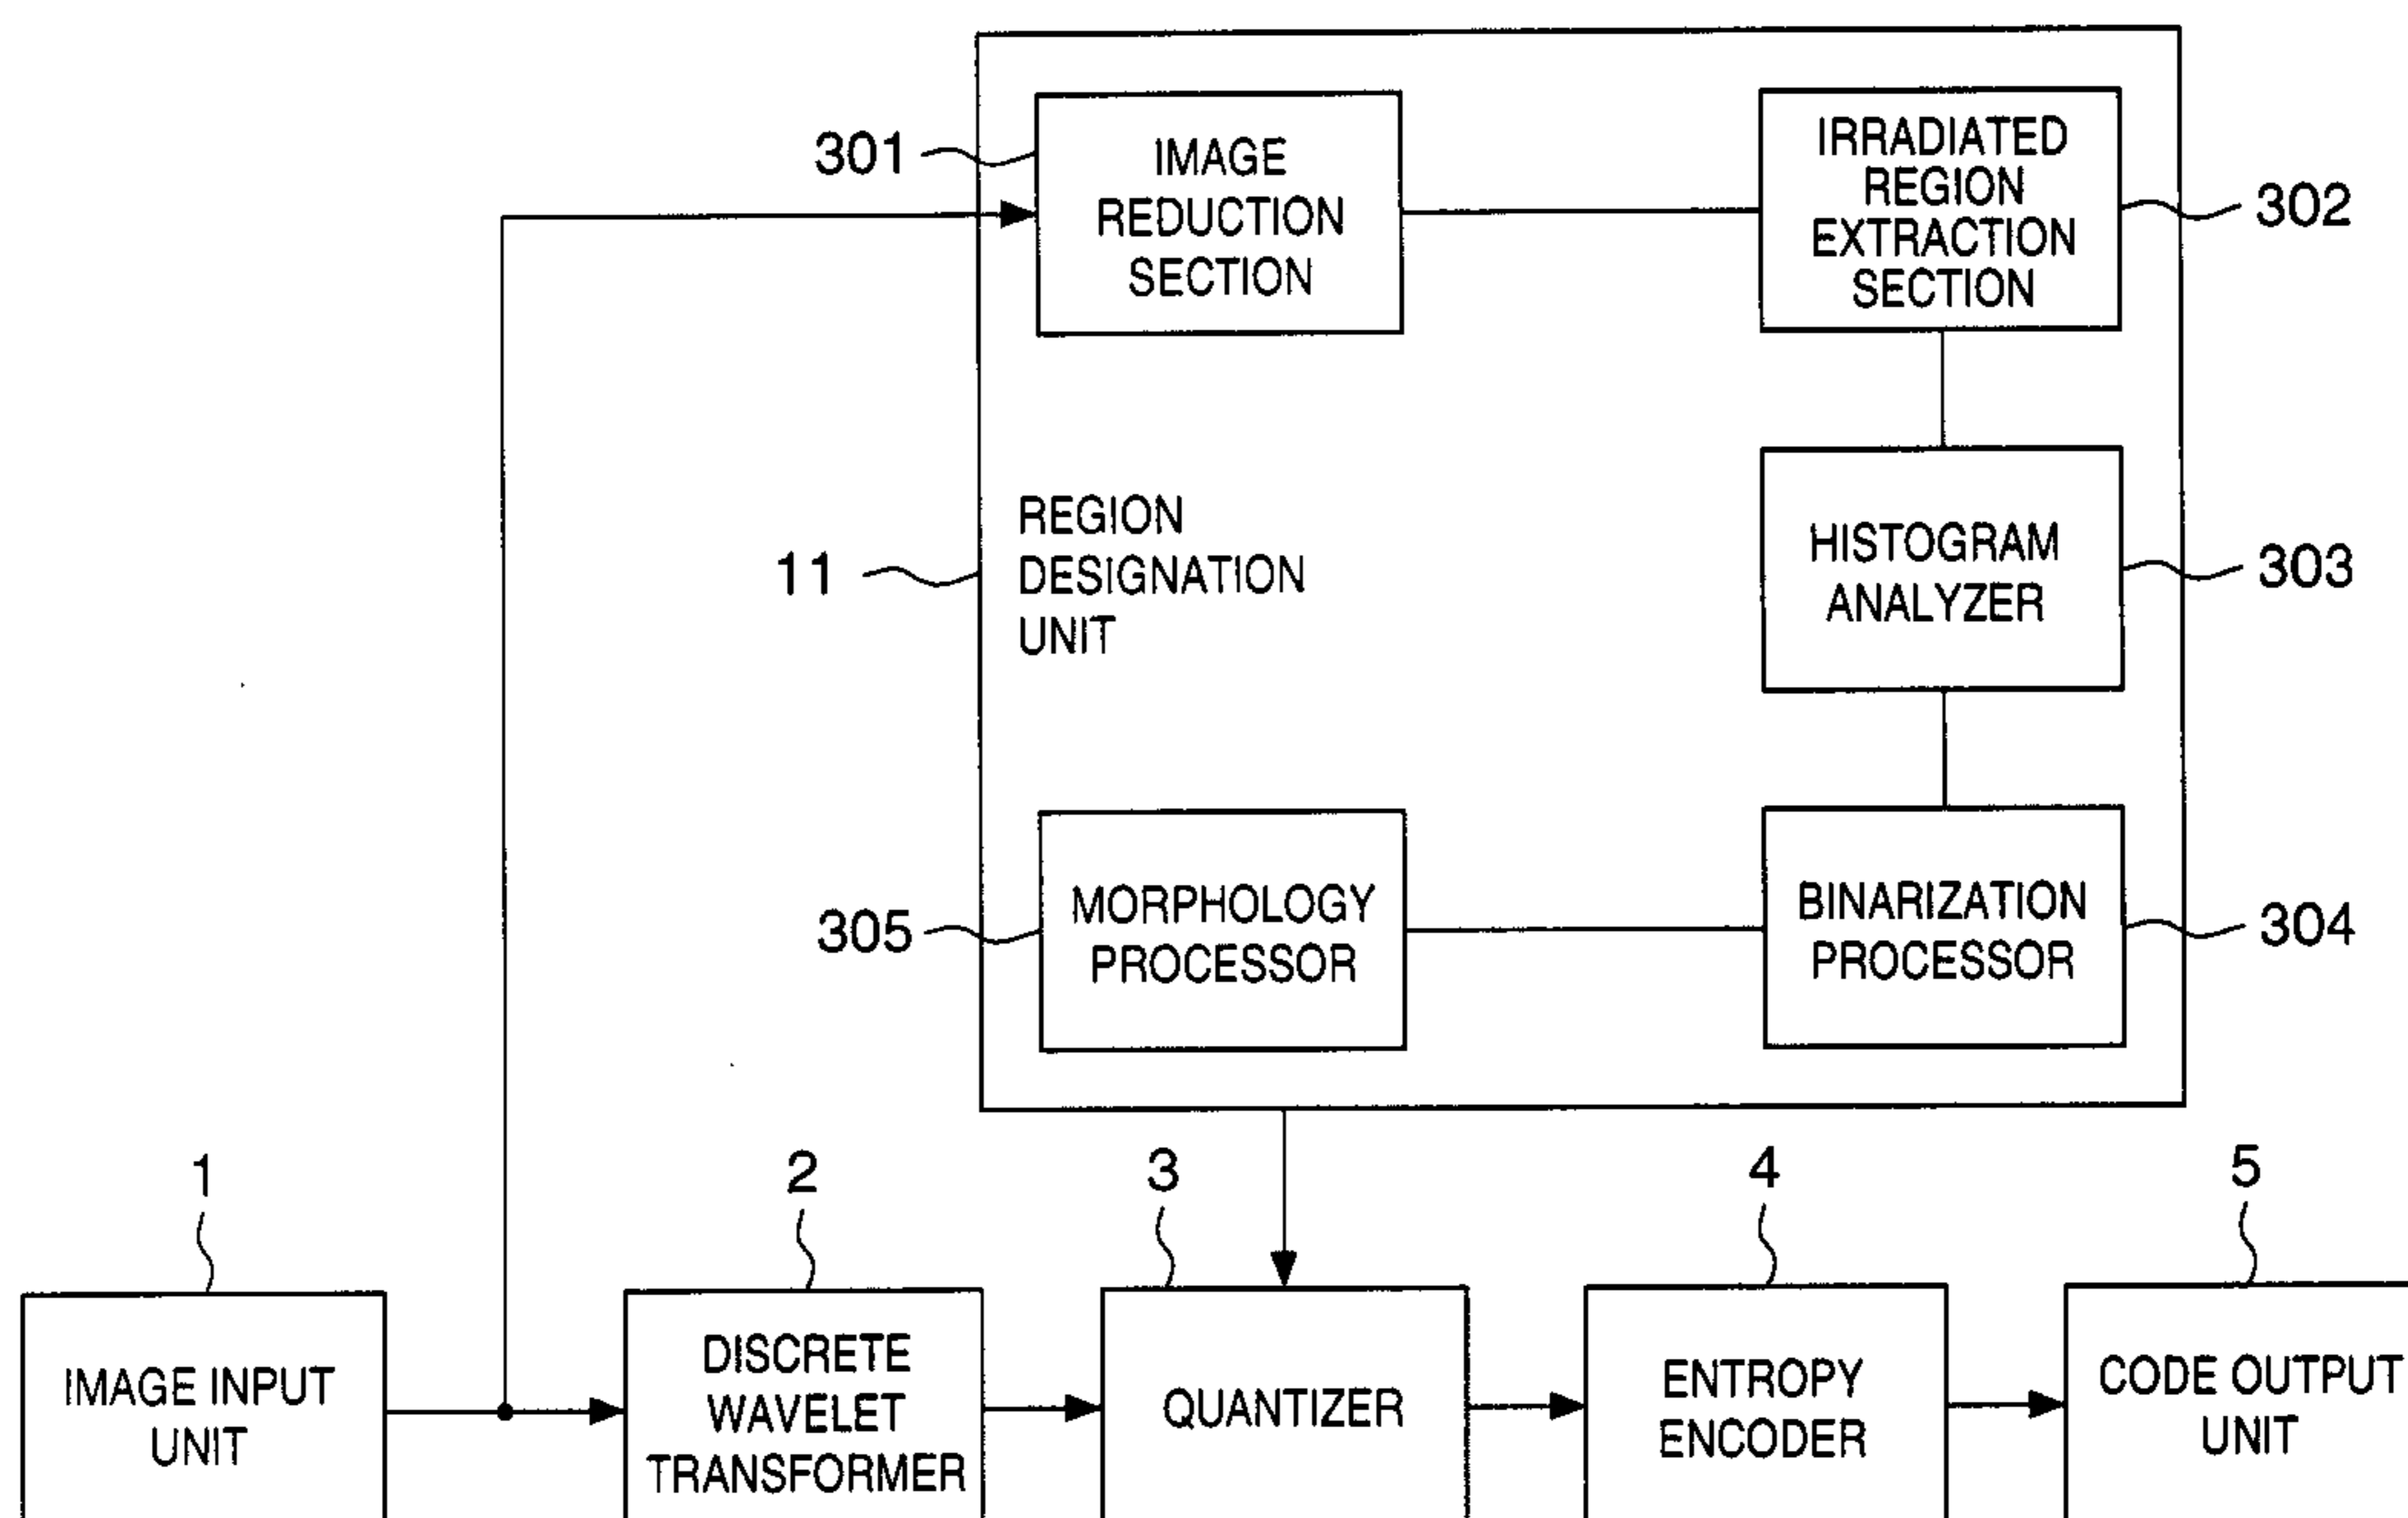 301
IMAGE
REDUCTION
SECTION
IRRADIATED
REGION
EXTRACTION
SECTION
302
11
REGION
DESIGNATION
UNIT
HISTOGRAM
ANALYZER
303
305
MORPHOLOGY
PROCESSOR
BINARIZATION
PROCESSOR
304
1
2
3
4
5
IMAGE INPUT
UNIT
DISCRETE
WAVELET
TRANSFORMER
QUANTIZER
ENTROPY
ENCODER
CODE OUTPUT
UNIT